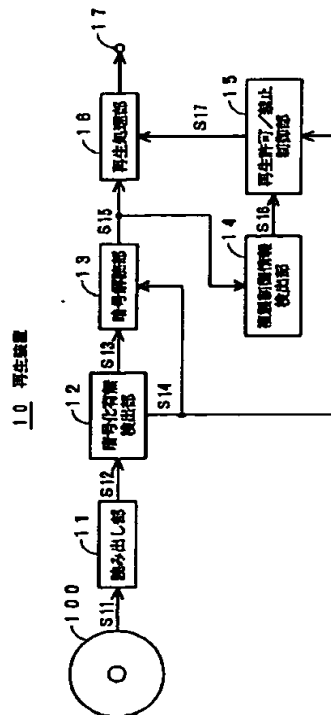 10 再生装置
100
S11
11
読み出し部
S12
12
暗号化有無
検出部
S13
S14
13
暗号解読部
S15
16
再生処理部
17
14
複製制御情報
検出部
S16
15
再生許可/禁止
制御部
S17